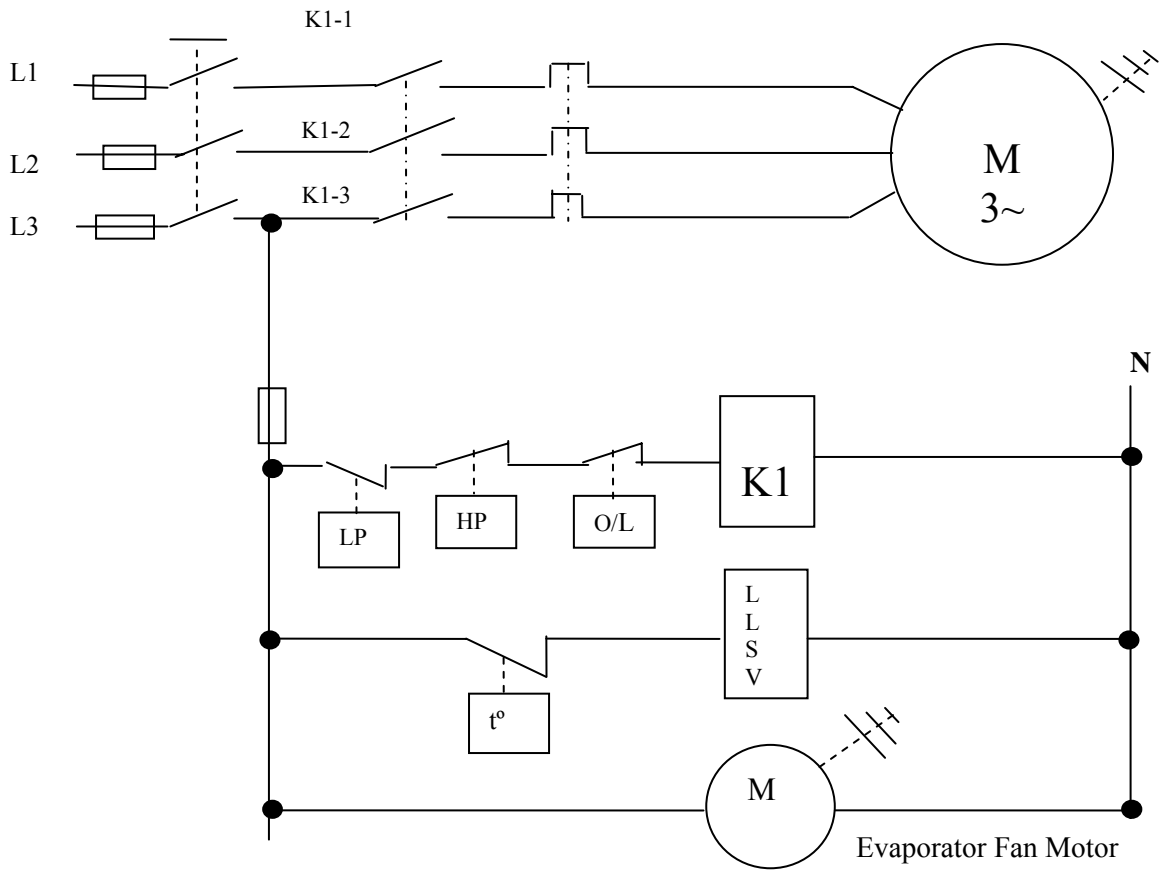 K1-1
L1
K1-2
L2
K1-3
L3
M
3~
N
K1
LP
HP
O/L
L
L
S
V
tº
M
Evaporator Fan Motor